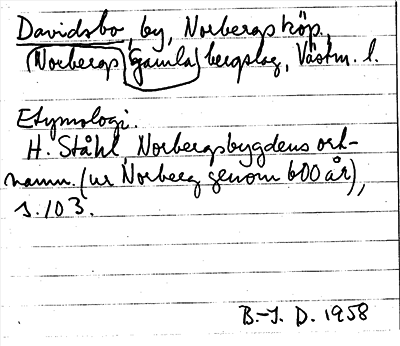 Davidsbo, by, Norbergs köp.,
Norbergs gamla bergslag, Västm. l.
Etymologi.
H. Ståhl, Norbergsbygdens ort-
namn. (ur Norberg genom 600 år),
s. 103.
B-I. D. 1958